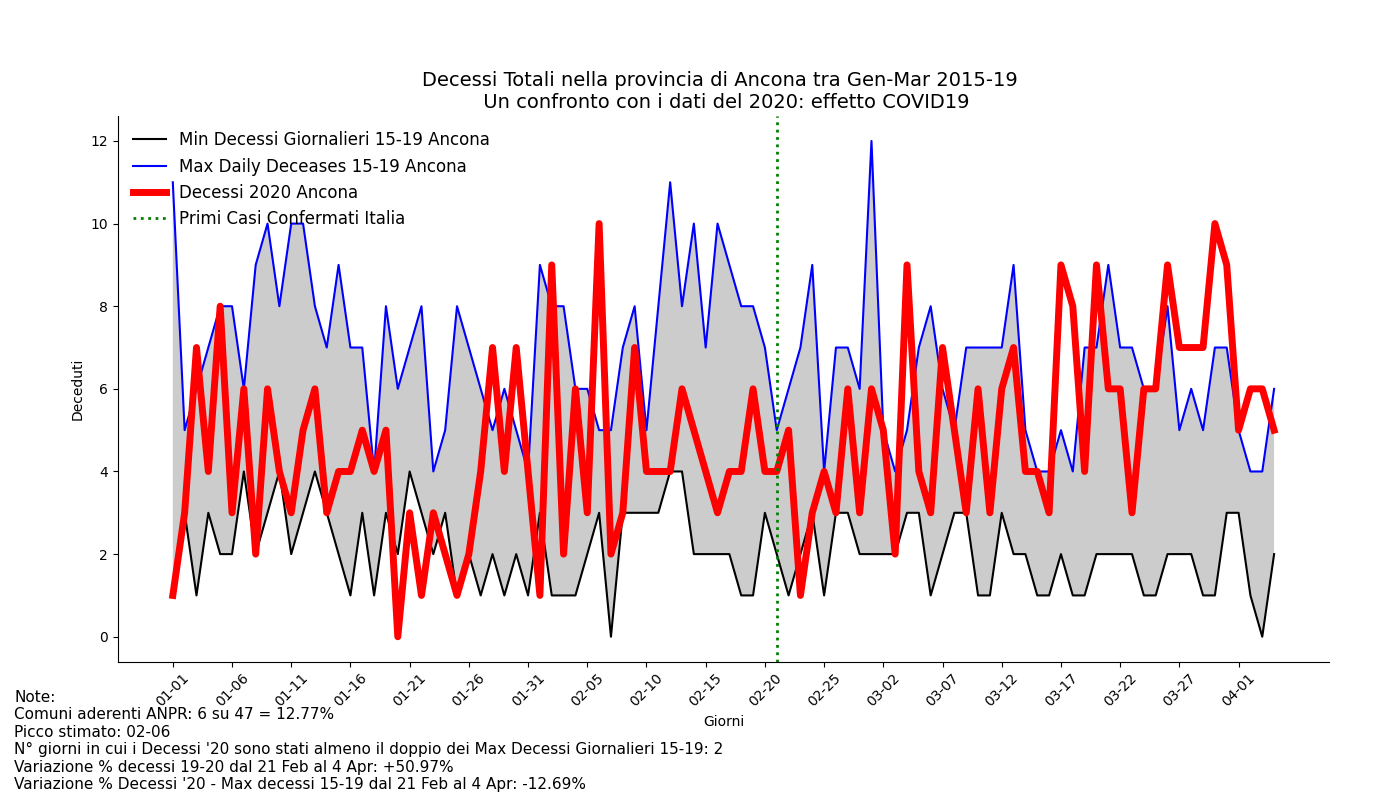 Decessi Totali nella provincia di Ancona tra Gen-Mar 2015-19
Un confronto con i dati del 2020: effetto COVID19
Min Decessi Giornalieri 15-19 Ancona
Max Daily Deceases 15-19 Ancona
Decessi 2020 Ancona
Primi Casi Confermati Italia
Deceduti
12
10
8
6
4
2
0
01-01
01-06
01-11
01-16
01-21
01-26
01-31
02-05
02-10
02-15
02-20
02-25
03-02
03-07
03-12
03-17
03-22
03-27
04-01
Giorni
Note:
Comuni aderenti ANPR: 6 su 47 = 12.77%
Picco stimato: 02-06
N° giorni in cui i Decessi '20 sono stati almeno il doppio dei Max Decessi Giornalieri 15-19: 2
Variazione % decessi 19-20 dal 21 Feb al 4 Apr: +50.97%
Variazione % Decessi '20 - Max decessi 15-19 dal 21 Feb al 4 Apr: -12.69%